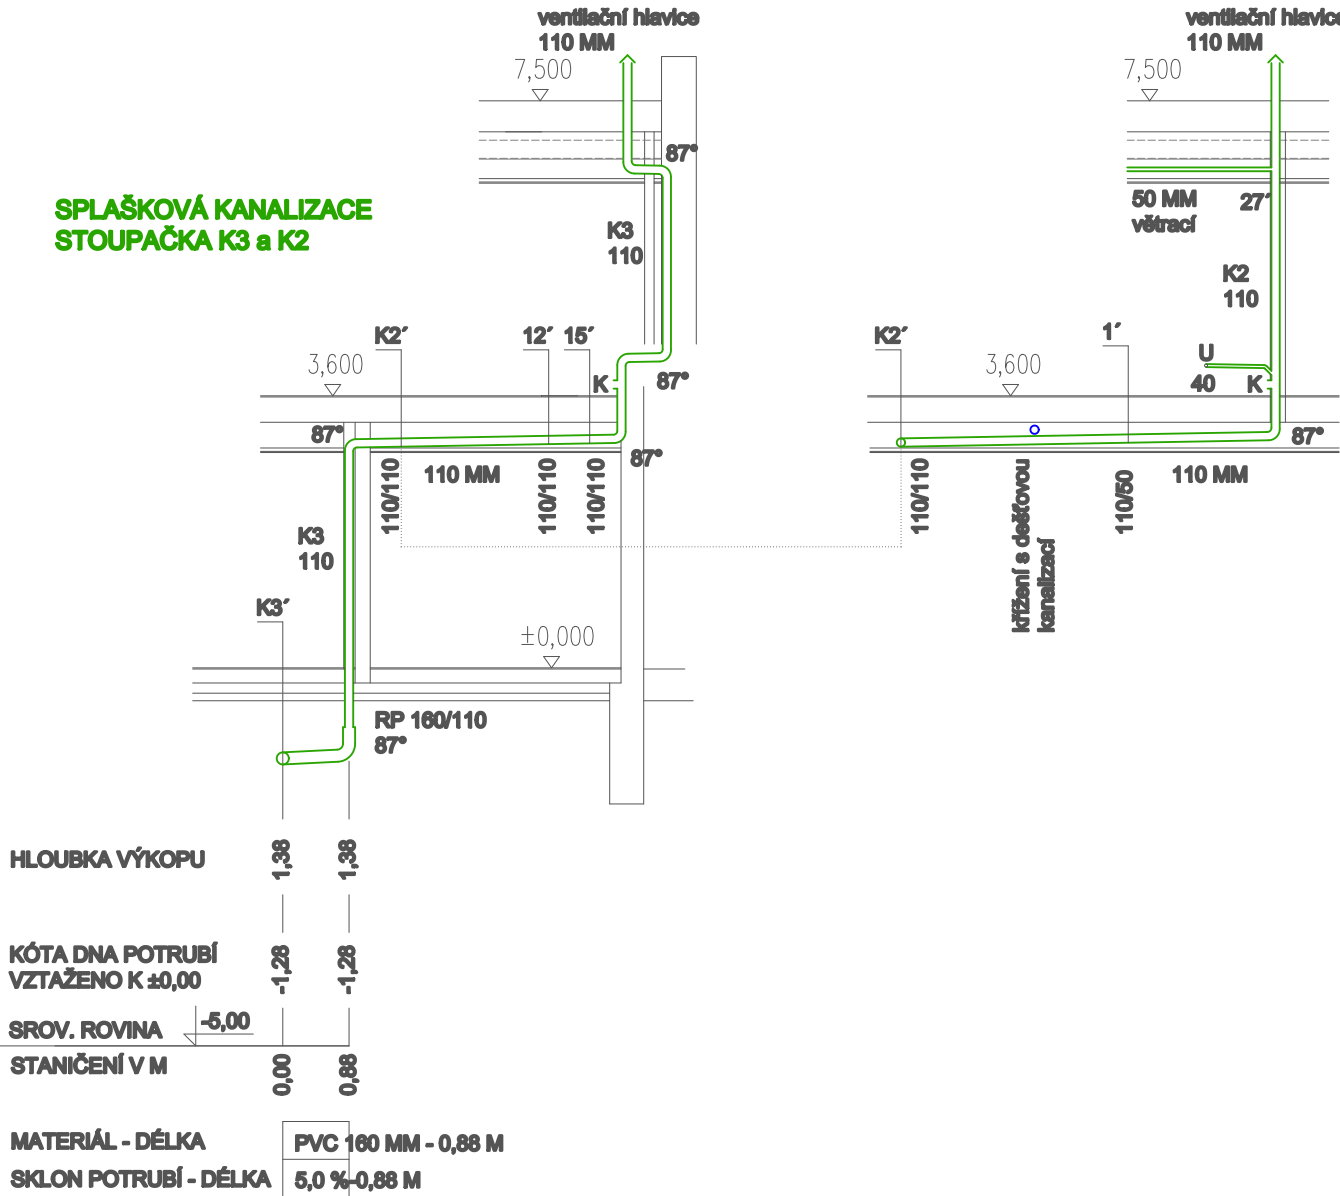 ventilační hlavice
110 MM
7,500
87°
SPLAŠKOVÁ KANALIZACE
STOUPAČKA K3 a K2
K3
110
K2´
12´
15´
3,600
K
87°
87°
87°
110/110
110 MM
110/110
110/110
K3
110
K3´
±0,000
RP 160/110
87°
ventilační hlavice
110 MM
7,500
50 MM
větrací
27´
K2
110
K2´
1´
3,600
U
40
K
87°
110/110
křížení s dešťovou
kanalizací
110/50
110 MM
HLOUBKA VÝKOPU
1,38
1,38
KÓTA DNA POTRUBÍ
VZTAŽENO K ±0,00
-1,28
-1,28
SROV. ROVINA
-5,00
STANIČENÍ V M
0,00
0,88
MATERIÁL - DÉLKA
PVC 160 MM - 0,88 M
SKLON POTRUBÍ - DÉLKA
5,0 %-0,88 M